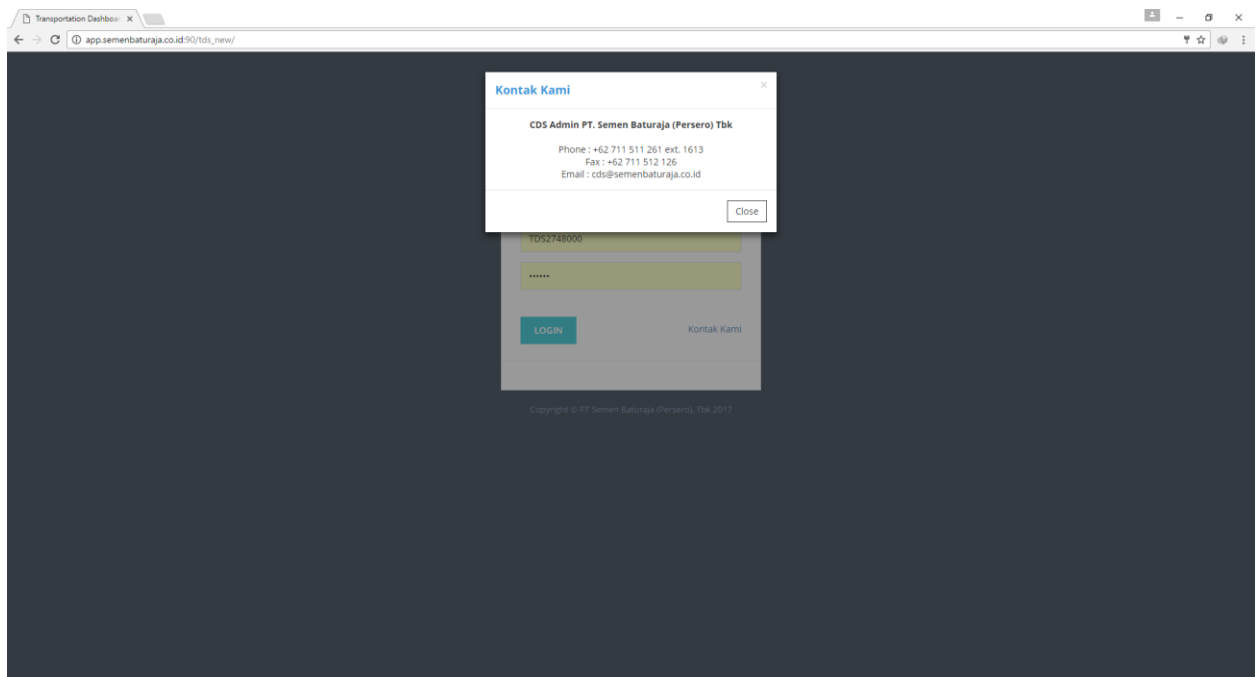 Transportation Dashboa
app.semenbaturaja.co.id:90/tds_new/
Kontak Kami
CDS Admin PT. Semen Baturaja (Persero) Tbk
Phone : +62 711 511 261 ext. 1613
Fax : +62 711 512 126
Email : cds@semenbaturaja.co.id
Close
TDS2748000
••••••
LOGIN Kontak Kami
Copyright © PT Semen Baturaja (Persero), Tbk 2017